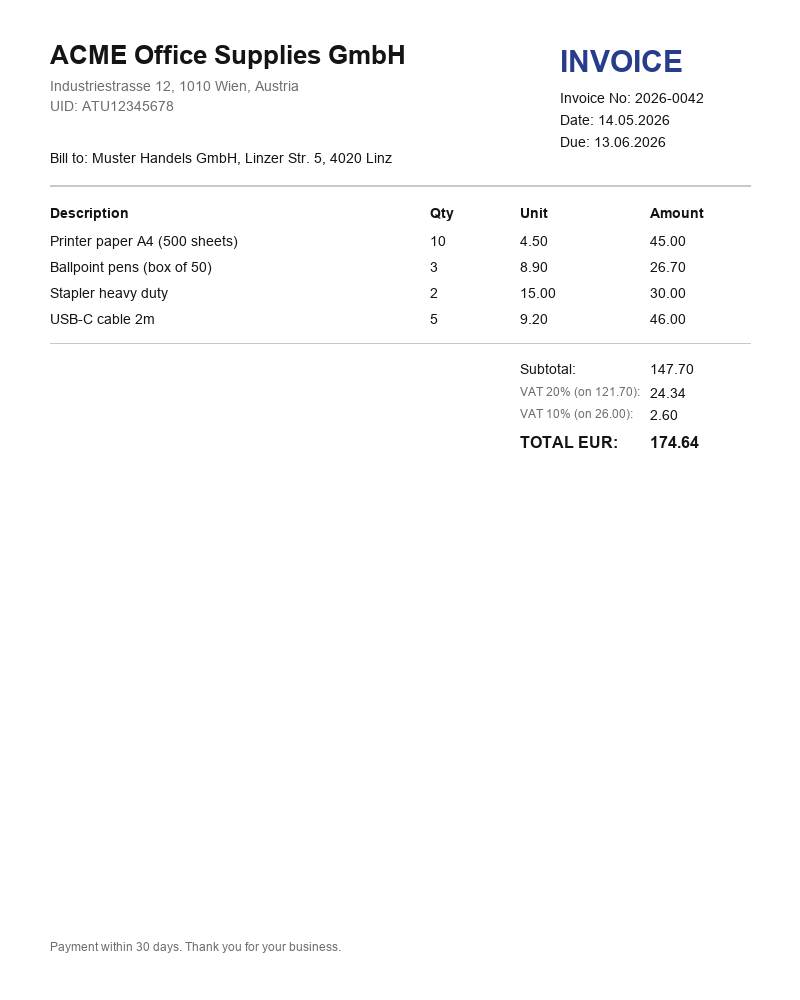 ACME Office Supplies GmbH
INVOICE
Industriestrasse 12, 1010 Wien, Austria
UID: ATU12345678
Invoice No: 2026-0042
Date: 14.05.2026
Due: 13.06.2026
Bill to: Muster Handels GmbH, Linzer Str. 5, 4020 Linz
Description Qty Unit Amount
Printer paper A4 (500 sheets) 10 4.50 45.00
Ballpoint pens (box of 50) 3 8.90 26.70
Stapler heavy duty 2 15.00 30.00
USB-C cable 2m 5 9.20 46.00
Subtotal: 147.70
VAT 20% (on 121.70): 24.34
VAT 10% (on 26.00): 2.60
TOTAL EUR: 174.64
Payment within 30 days. Thank you for your business.